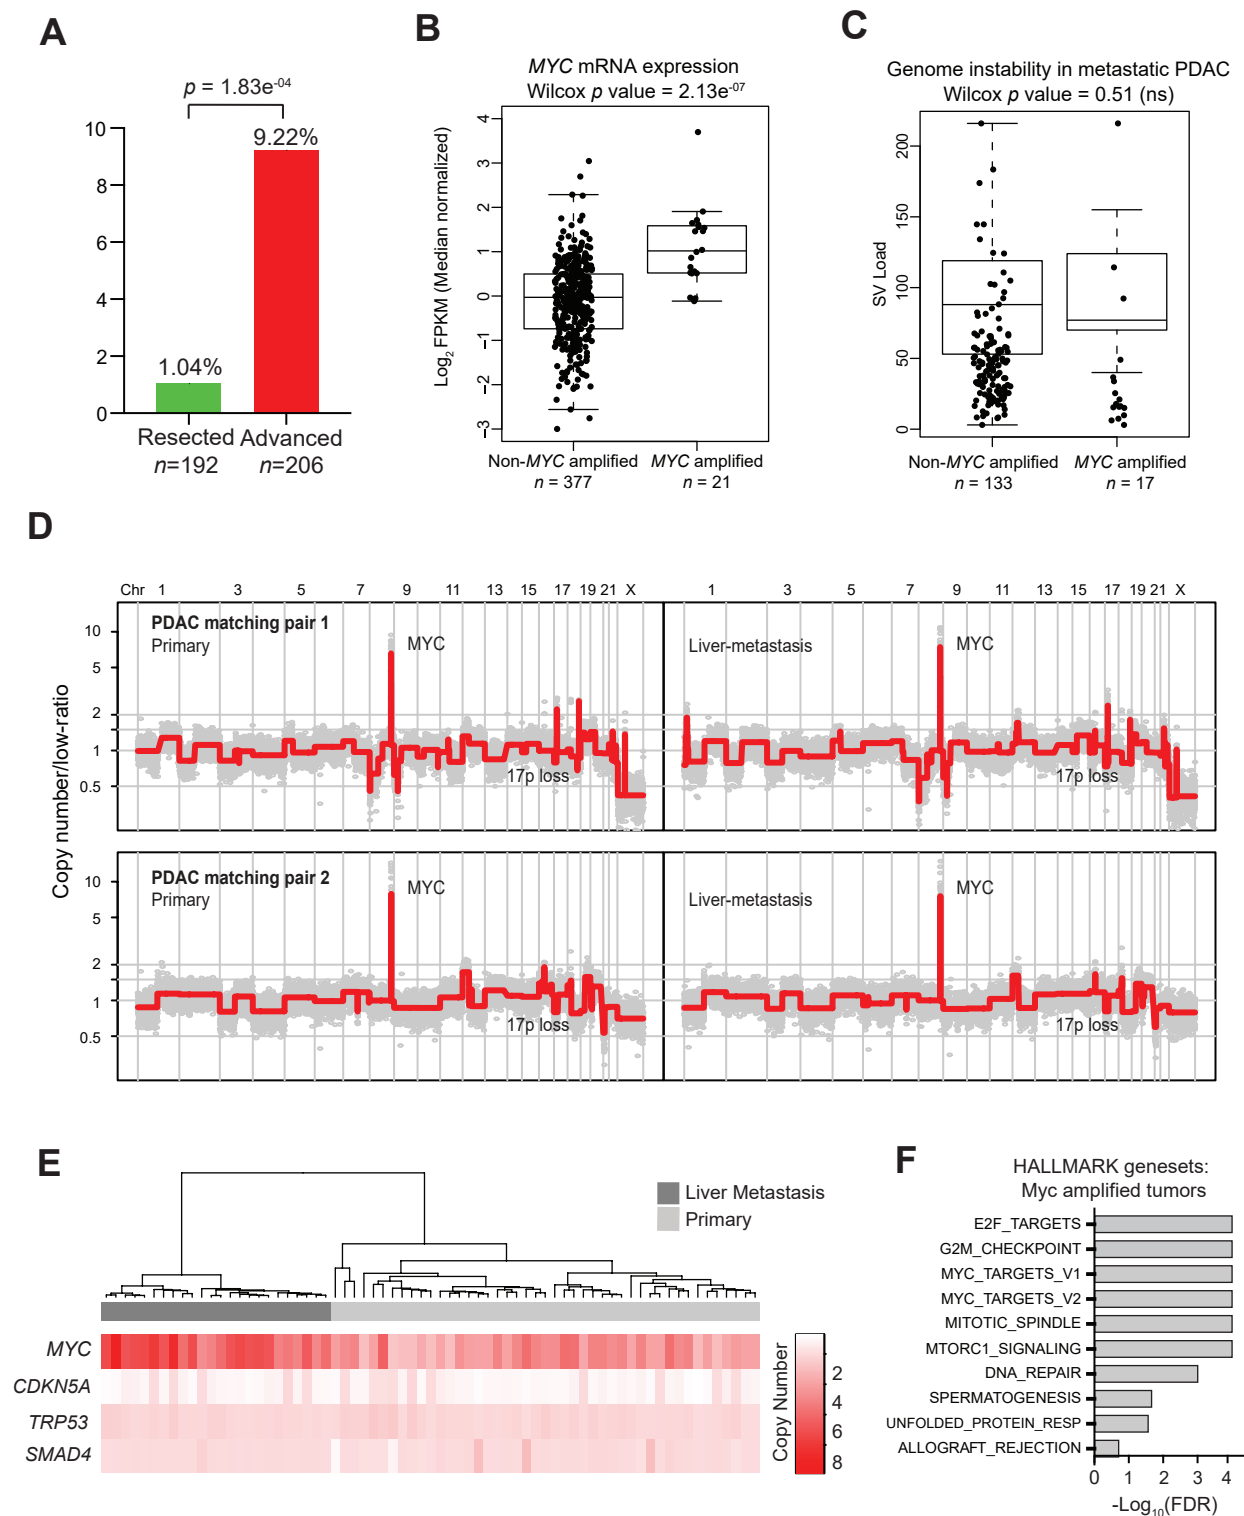 A
p = 1.83e-04
10
8
6
4
2
0
1.04%
9.22%
Resected Advanced
n=192 n=206
B
MYC mRNA expression
Wilcox p value = 2.13e-07
Log2 FPKM (Median normalized)
4
3
2
1
0
−1
−2
−3
Non-MYC amplified MYC amplified
n = 377 n = 21
C
Genome instability in metastatic PDAC
Wilcox p value = 0.51 (ns)
SV Load
200
150
100
50
0
Non-MYC amplified MYC amplified
n = 133 n = 17
D
Chr 1 3 5 7 9 11 13 15 17 19 21 X 1 3 5 7 9 11 13 15 17 19 21 X
Copy number/low-ratio
PDAC matching pair 1
Primary
MYC
17p loss
Liver-metastasis
MYC
17p loss
10
5
2
1
0.5
PDAC matching pair 2
Primary
MYC
17p loss
Liver-metastasis
MYC
17p loss
10
5
2
1
0.5
E
Liver Metastasis
Primary
MYC
CDKN5A
TRP53
SMAD4
Copy Number
2
4
6
8
F
HALLMARK genesets:
Myc amplified tumors
E2F_TARGETS
G2M_CHECKPOINT
MYC_TARGETS_V1
MYC_TARGETS_V2
MITOTIC_SPINDLE
MTORC1_SIGNALING
DNA_REPAIR
SPERMATOGENESIS
UNFOLDED_PROTEIN_RESP
ALLOGRAFT_REJECTION
0 1 2 3 4
-Log10(FDR)